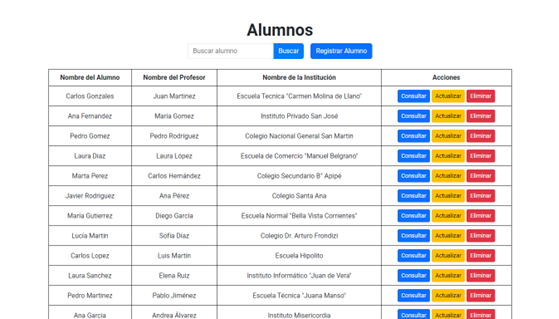 Alumnos
Buscar alumno Buscar Registrar Alumno
Nombre del Alumno Nombre del Profesor Nombre de la Institución Acciones
Carlos Gonzales Juan Martinez Escuela Tecnica "Carmen Molina de Llano" Consultar Actualizar Eliminar
Ana Fernandez Maria Gomez Instituto Privado San José Consultar Actualizar Eliminar
Pedro Gomez Pedro Rodriguez Colegio Nacional General San Martin Consultar Actualizar Eliminar
Laura Diaz Laura López Escuela de Comercio "Manuel Belgrano" Consultar Actualizar Eliminar
Marta Perez Carlos Hernández Colegio Secundario B° Apipé Consultar Actualizar Eliminar
Javier Rodriguez Ana Pérez Colegio Santa Ana Consultar Actualizar Eliminar
María Gutierrez Diego García Escuela Normal "Bella Vista Corrientes" Consultar Actualizar Eliminar
Lucía Martin Sofía Díaz Colegio Dr. Arturo Frondizi Consultar Actualizar Eliminar
Carlos Lopez Luis Martín Escuela Hipolito Consultar Actualizar Eliminar
Laura Sanchez Elena Ruiz Instituto Informático "Juan de Vera" Consultar Actualizar Eliminar
Pedro Martinez Pablo Jiménez Escuela Técnica "Juana Manso" Consultar Actualizar Eliminar
Ana Garcia Andrea Álvarez Instituto Misericordia Consultar Actualizar Eliminar